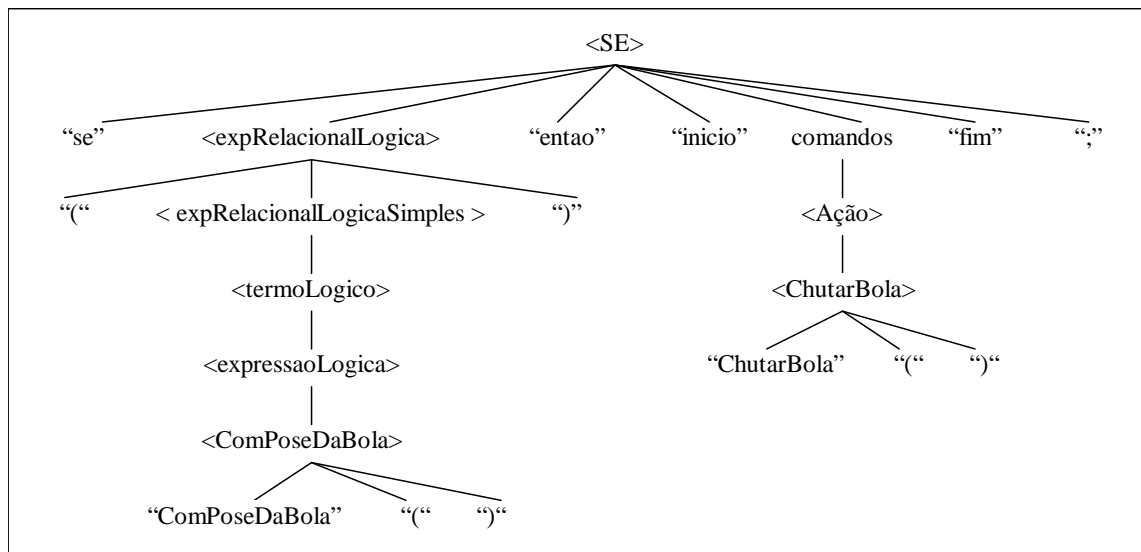 <SE>
“se” <expRelacionalLogica> “entao” “inicio” comandos “fim” “;”
“(“ < expRelacionalLogicaSimples > “)” <Ação>
<termoLogico> <ChutarBola>
<expressaoLogica> “ChutarBola” “(“ “)“
<ComPoseDaBola>
“ComPoseDaBola” “(“ “)“